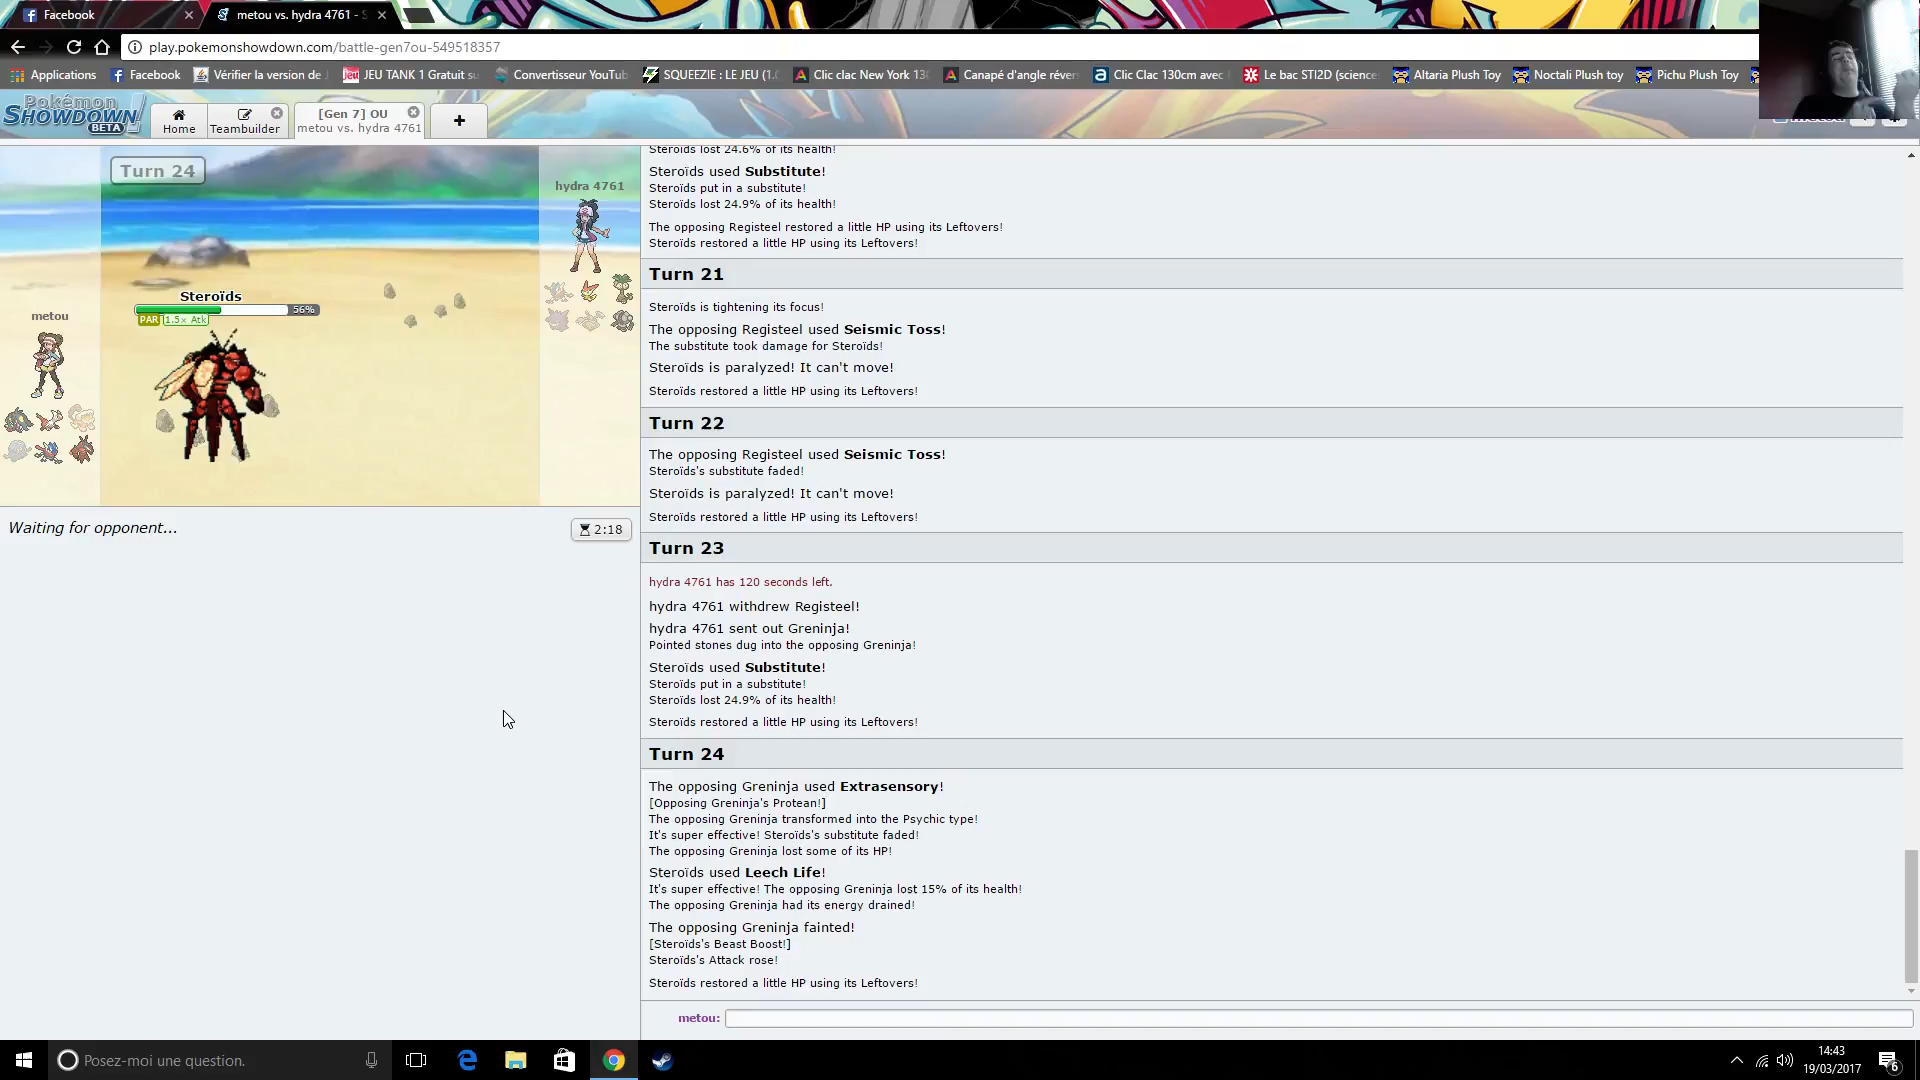 Facebook
metou vs. hydra 4761 - S
play.pokemonshowdown.com/battle-gen7ou-549518357
Applications
Facebook
Vérifier la version de J
JEU TANK 1 Gratuit su
Convertisseur YouTub
SQUEEZIE : LE JEU (1.0
Clic clac New York 13
Canapé d'angle révers
Clic Clac 130cm avec
Le bac STI2D (science
Altaria Plush Toy
Noctali Plush toy
Pichu Plush Toy
Pokémon
SHOWDOWN!
BETA
Home
Teambuilder
[Gen 7] OU
metou vs. hydra 4761
+
Turn 24
hydra 4761
metou
Steroïds
56%
PAR 1.5× Atk
Waiting for opponent...
2:18
Steroïds lost 24.6% of its health!
Steroïds used Substitute!
Steroïds put in a substitute!
Steroïds lost 24.9% of its health!
The opposing Registeel restored a little HP using its Leftovers!
Steroïds restored a little HP using its Leftovers!
Turn 21
Steroïds is tightening its focus!
The opposing Registeel used Seismic Toss!
The substitute took damage for Steroïds!
Steroïds is paralyzed! It can't move!
Steroïds restored a little HP using its Leftovers!
Turn 22
The opposing Registeel used Seismic Toss!
Steroïds's substitute faded!
Steroïds is paralyzed! It can't move!
Steroïds restored a little HP using its Leftovers!
Turn 23
hydra 4761 has 120 seconds left.
hydra 4761 withdrew Registeel!
hydra 4761 sent out Greninja!
Pointed stones dug into the opposing Greninja!
Steroïds used Substitute!
Steroïds put in a substitute!
Steroïds lost 24.9% of its health!
Steroïds restored a little HP using its Leftovers!
Turn 24
The opposing Greninja used Extrasensory!
[Opposing Greninja's Protean!]
The opposing Greninja transformed into the Psychic type!
It's super effective! Steroïds's substitute faded!
The opposing Greninja lost some of its HP!
Steroïds used Leech Life!
It's super effective! The opposing Greninja lost 15% of its health!
The opposing Greninja had its energy drained!
The opposing Greninja fainted!
[Steroïds's Beast Boost!]
Steroïds's Attack rose!
Steroïds restored a little HP using its Leftovers!
metou:
Posez-moi une question.
14:43
19/03/2017
6